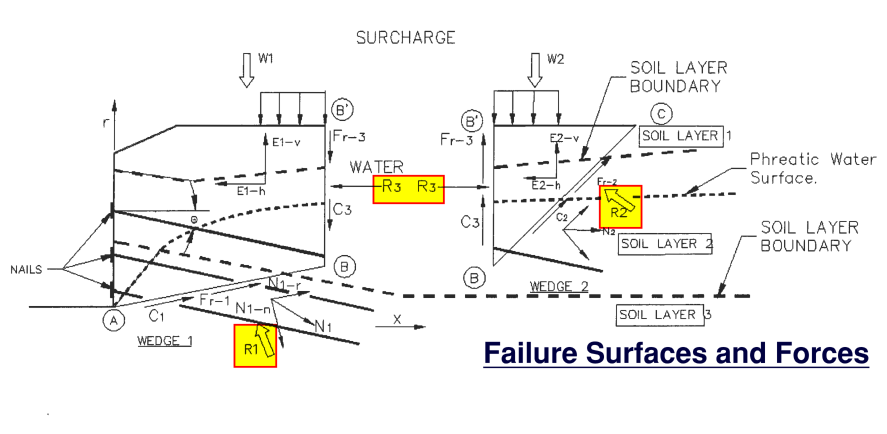 SURCHARGE
W1
W2
SOIL LAYER
BOUNDARY
B'
B'
C
r
Fr-3
Fr-3
SOIL LAYER 1
E1-v
E2-v
WATER
Phreatic Water
Surface.
E1-h
R3 R3
E2-h
Fr-2
R2
C3
C3
C2
N2
Θ
SOIL LAYER 2
SOIL LAYER
BOUNDARY
NAILS
B
B
N1-r
WEDGE 2
Fr-1
N1-n
A
C1
N1
X
SOIL LAYER 3
WEDGE 1
R1
Failure Surfaces and Forces